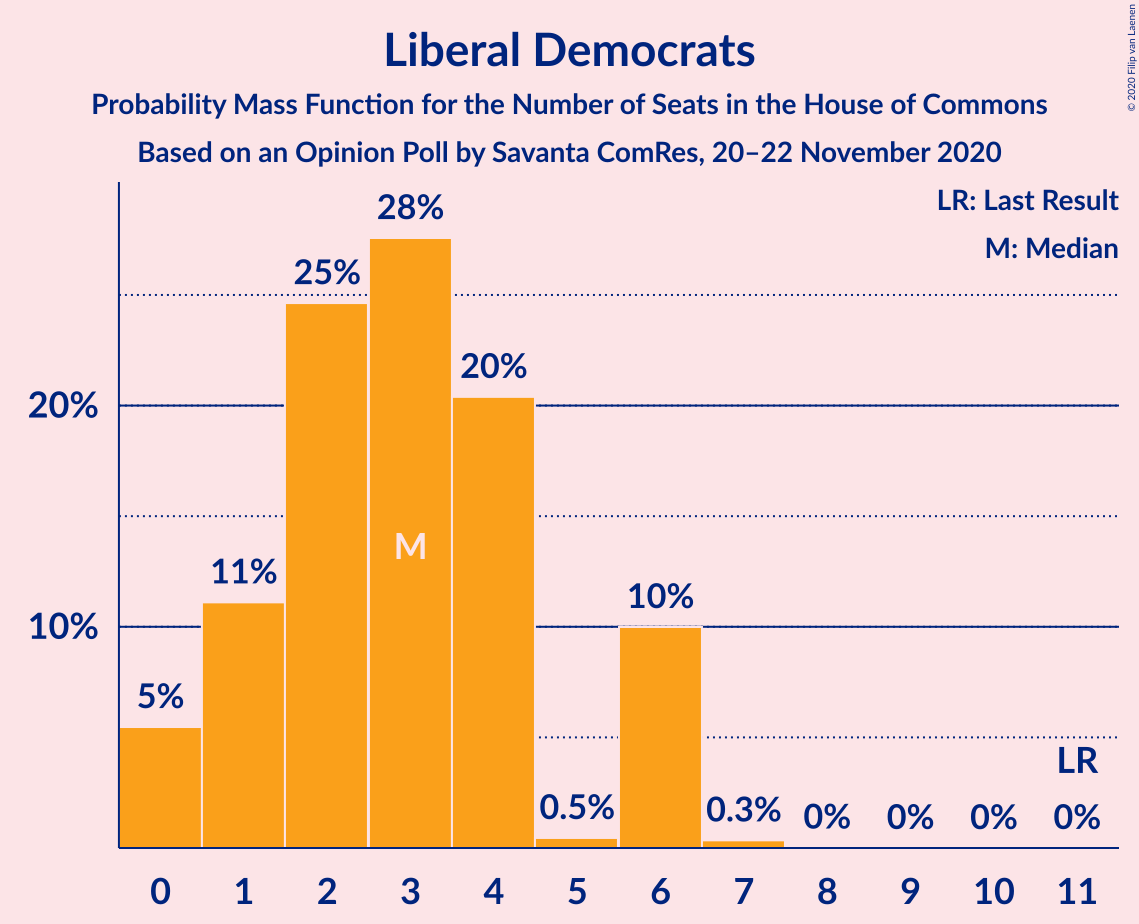 Liberal Democrats
Probability Mass Function for the Number of Seats in the House of Commons
Based on an Opinion Poll by Savanta ComRes, 20–22 November 2020
© 2020 Filip van Laenen
LR: Last Result
M: Median
28%
25%
20%
20%
M
11%
10%
10%
5%
LR
0.5%
0.3%
0%
0%
0%
0%
0 1 2 3 4 5 6 7 8 9 10 11